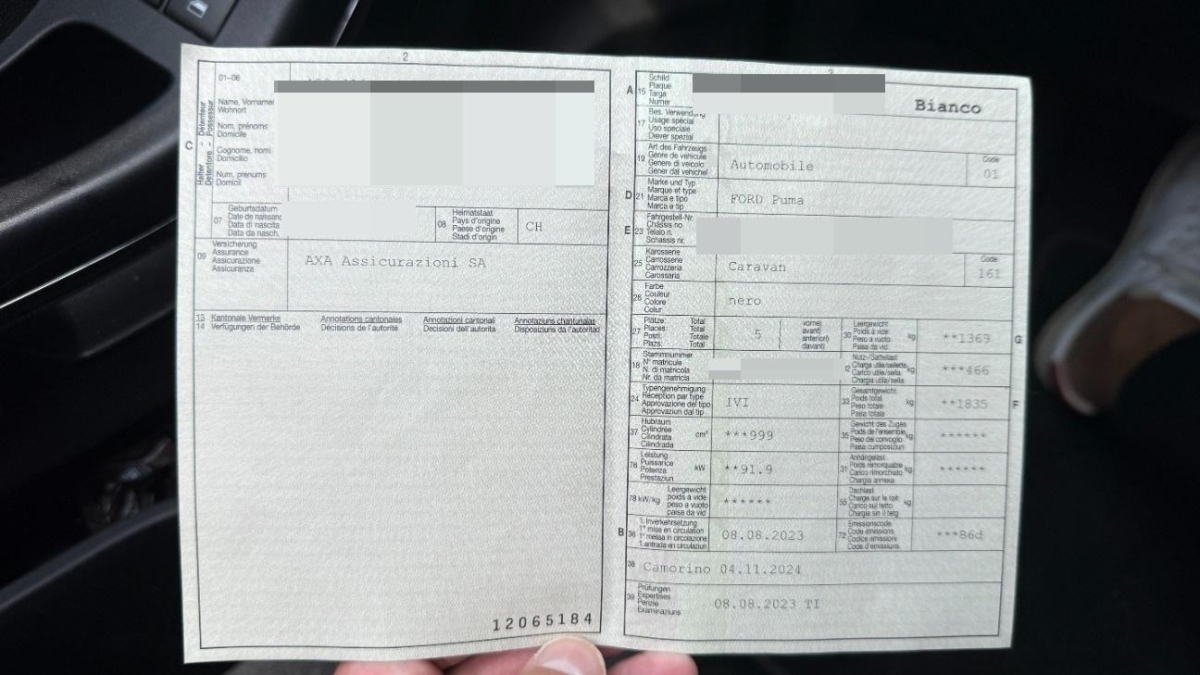 2
01-06
Halter - Détenteur
Detentore - Possessur
Name, Vornamen
Wohnort
Nom, prénoms
Domicile
C
Cognome, nomi
Domicilio
Num, prenums
Domicil
07
Geburtsdatum
Data di nascita
Data da nasch.
08
Heimatstaat
Pays d'origine
Paese d'origine
Stadi d'origin
CH
09
Versicherung
Assurance
Assicurazione
Assicuranza
AXA Assicurazioni SA
13 Kantonale Vermerke Annotations cantonales Annotazioni cantonali Annotaziuns chantunalas
14 Verfügungen der Behörde Décisions de l'autorité Decisioni dell'autorità Disposiziuns da l'autoritad
12065184
A
15
Schild
Plaque
Targa
Numer
Bianco
17
Usage spécial
Uso speciale
Diever spezial
19
Art des Fahrzeugs
Genre de véhicule
Genere di veicolo
Gener dal vehichel
Automobile
Code
01
D
21
Marke und Typ
Marque et type
Marca e tipo
Marca e tip
FORD Puma
E
23
Fahrgestell-Nr.
Châssis no
Telaio n.
Schassis nr.
25
Karosserie
Carrosserie
Carrozzeria
Carossaria
Caravan
Code
161
26
Farbe
Couleur
Colore
Colur
nero
27
Plätze: Total
Places: Total
Posti: Totale
Plazs: Total
5
vorne)
avant)
anteriori)
davant)
30
Leergewicht
Poids à vide
Peso a vuoto
Paisa da vid
kg
**1369
G
18
Stammnummer
N° matricule
N. di matricola
Nr. da matricla
32
Nutz-/Sattellast
Charge utile/sellette
Carico utile/sella
Chargia utila/sella
kg
***466
24
Typengenehmigung
Réception par type
Approvazione del tipo
Approvaziun dal tip
IVI
33
Gesamtgewicht
Poids total
Peso totale
Paisa totala
kg
**1835
F
37
Hubraum
Cylindrée
Cilindrata
Cilindrada
cm³
***999
35
Gewicht des Zuges
Poids de l'ensemble
Peso del convoglio
Paisa cumposiziun
kg
******
76
Leistung
Puissance
Potenza
Prestaziun
kW
**91.9
31
Anhängelast
Poids remorquable
Carico rimorchiato
Chargia annexa
kg
******
78 kW/kg
Leergewicht
poids à vide
peso a vuoto
paisa da vid
******
55
Dachlast
Charge sur le toit
Carico sul tetto
Chargia sin il tetg
kg
******
B
36
1. Inverkehrsetzung
1re mise en circulation
1a messa in circolazione
1. entrada en circulaziun
08.08.2023
72
Emissionscode
Code émissions
Codice emissioni
Code d'emissiuns
***B6d
38
Camorino 04.11.2024
39
Prüfungen
Expertises
Perizie
Examinaziuns
08.08.2023 TI